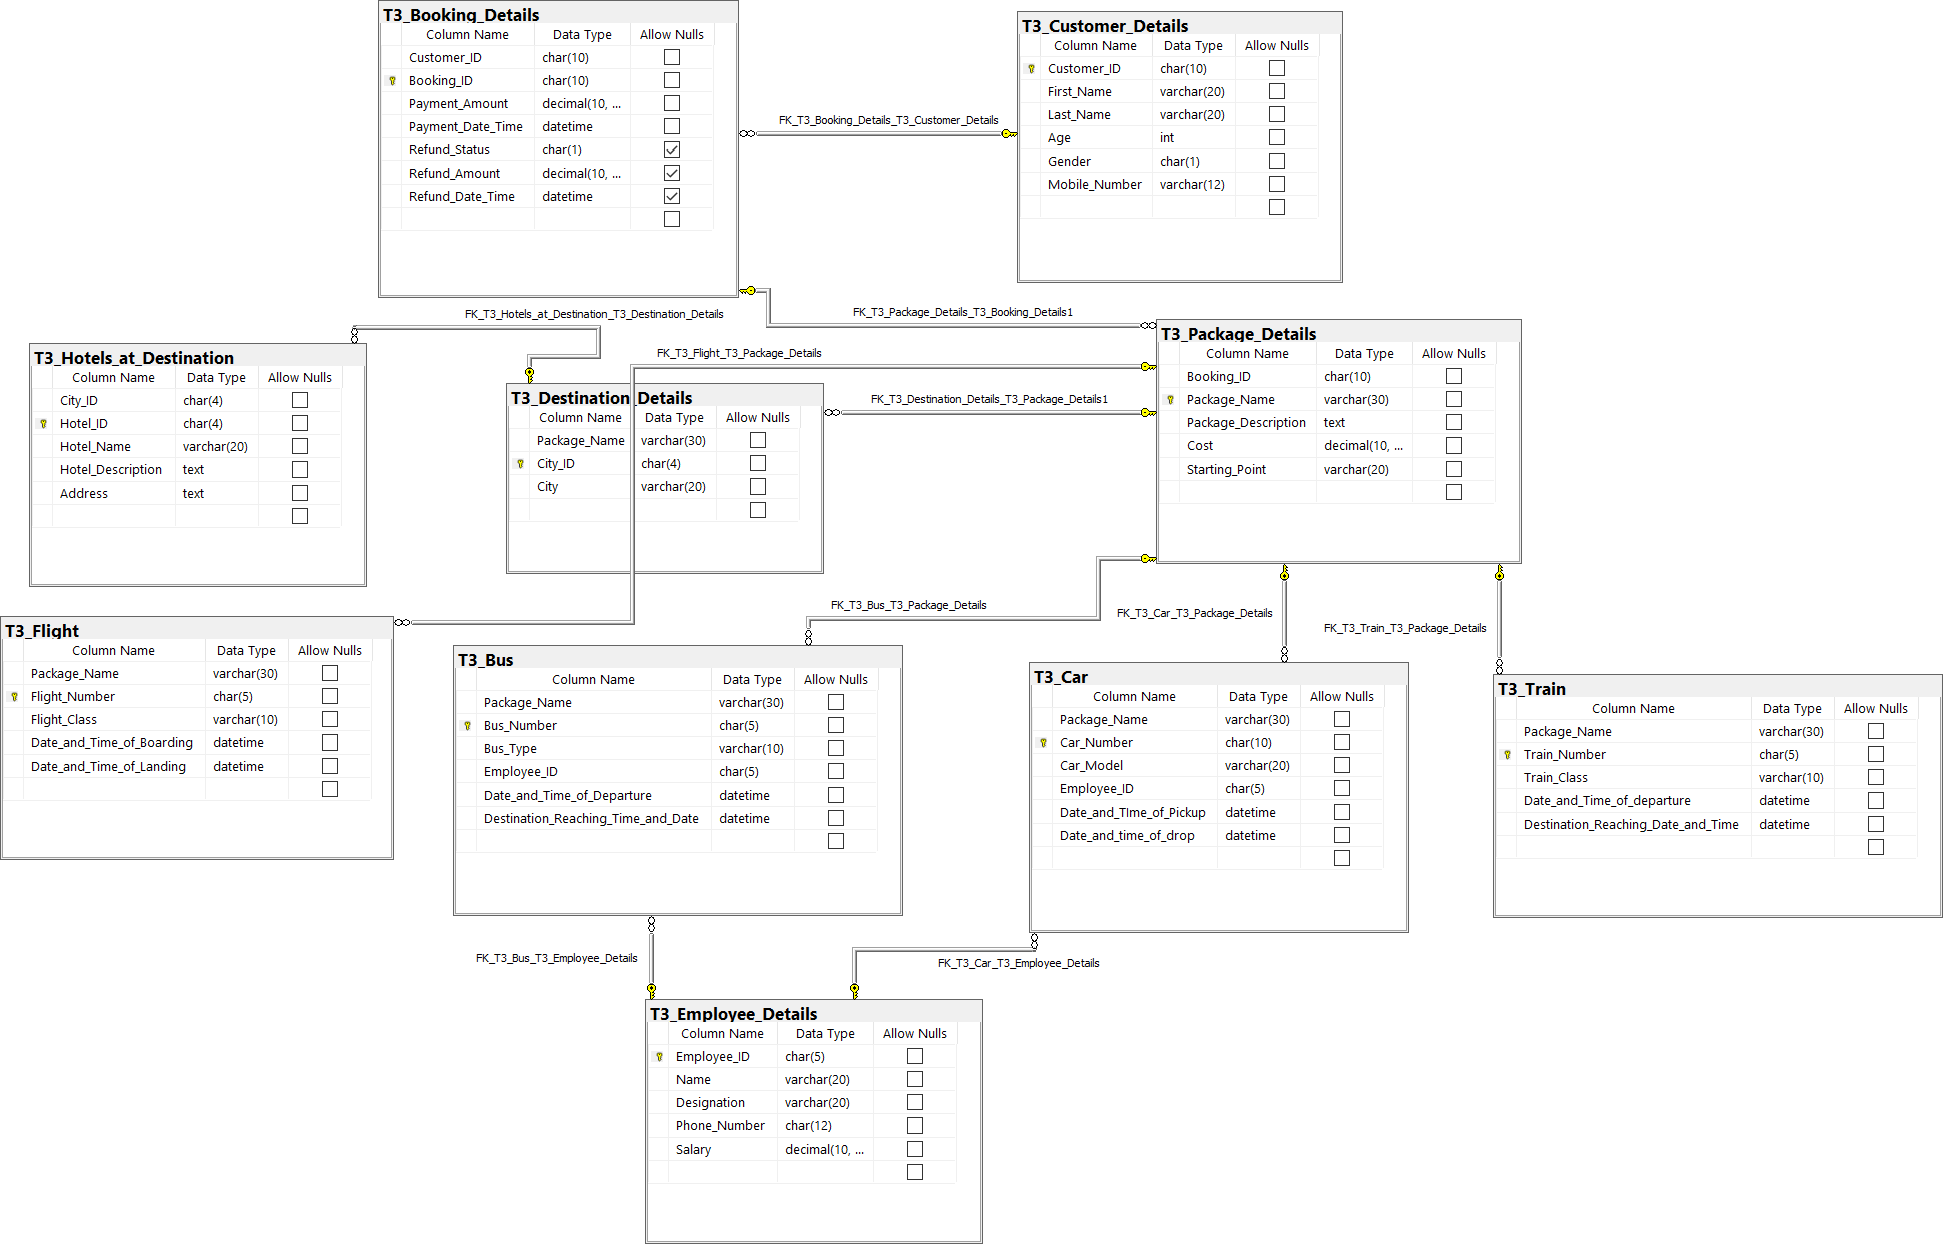 T3_Booking_Details
Column Name Data Type Allow Nulls
Customer_ID char(10)
Booking_ID char(10)
Payment_Amount decimal(10, ...
Payment_Date_Time datetime
Refund_Status char(1)
Refund_Amount decimal(10, ...
Refund_Date_Time datetime
T3_Customer_Details
Column Name Data Type Allow Nulls
Customer_ID char(10)
First_Name varchar(20)
Last_Name varchar(20)
Age int
Gender char(1)
Mobile_Number varchar(12)
FK_T3_Booking_Details_T3_Customer_Details
FK_T3_Hotels_at_Destination_T3_Destination_Details
FK_T3_Package_Details_T3_Booking_Details1
T3_Hotels_at_Destination
Column Name Data Type Allow Nulls
City_ID char(4)
Hotel_ID char(4)
Hotel_Name varchar(20)
Hotel_Description text
Address text
FK_T3_Flight_T3_Package_Details
T3_Destination_Details
Column Name Data Type Allow Nulls
Package_Name varchar(30)
City_ID char(4)
City varchar(20)
FK_T3_Destination_Details_T3_Package_Details1
T3_Package_Details
Column Name Data Type Allow Nulls
Booking_ID char(10)
Package_Name varchar(30)
Package_Description text
Cost decimal(10, ...
Starting_Point varchar(20)
FK_T3_Bus_T3_Package_Details
FK_T3_Car_T3_Package_Details
FK_T3_Train_T3_Package_Details
T3_Flight
Column Name Data Type Allow Nulls
Package_Name varchar(30)
Flight_Number char(5)
Flight_Class varchar(10)
Date_and_Time_of_Boarding datetime
Date_and_Time_of_Landing datetime
T3_Bus
Column Name Data Type Allow Nulls
Package_Name varchar(30)
Bus_Number char(5)
Bus_Type varchar(10)
Employee_ID char(5)
Date_and_Time_of_Departure datetime
Destination_Reaching_Time_and_Date datetime
T3_Car
Column Name Data Type Allow Nulls
Package_Name varchar(30)
Car_Number char(10)
Car_Model varchar(20)
Employee_ID char(5)
Date_and_TIme_of_Pickup datetime
Date_and_time_of_drop datetime
T3_Train
Column Name Data Type Allow Nulls
Package_Name varchar(30)
Train_Number char(5)
Train_Class varchar(10)
Date_and_Time_of_departure datetime
Destination_Reaching_Date_and_Time datetime
FK_T3_Bus_T3_Employee_Details
FK_T3_Car_T3_Employee_Details
T3_Employee_Details
Column Name Data Type Allow Nulls
Employee_ID char(5)
Name varchar(20)
Designation varchar(20)
Phone_Number char(12)
Salary decimal(10, ...